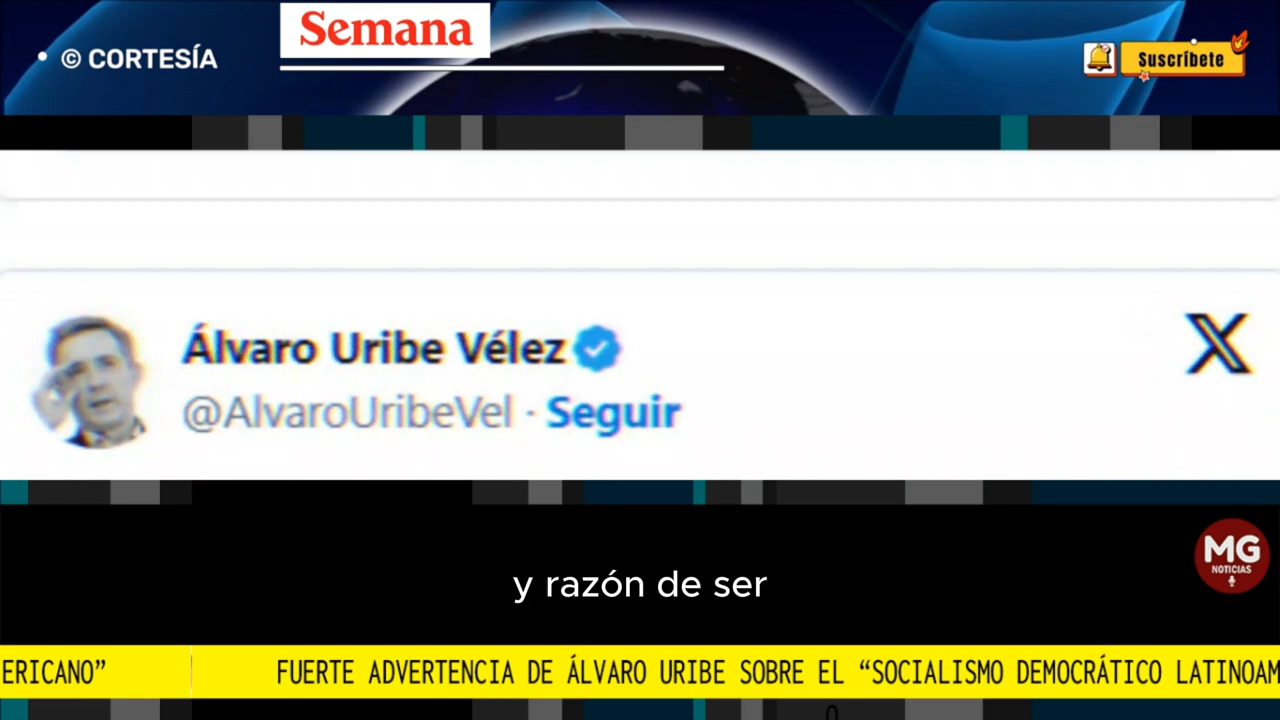 Semana
• © CORTESÍA
Suscríbete
Álvaro Uribe Vélez
X
@AlvaroUribeVel · Seguir
MG
NOTICIAS
y razón de ser
ERICANO” FUERTE ADVERTENCIA DE ÁLVARO URIBE SOBRE EL “SOCIALISMO DEMOCRÁTICO LATINOAM